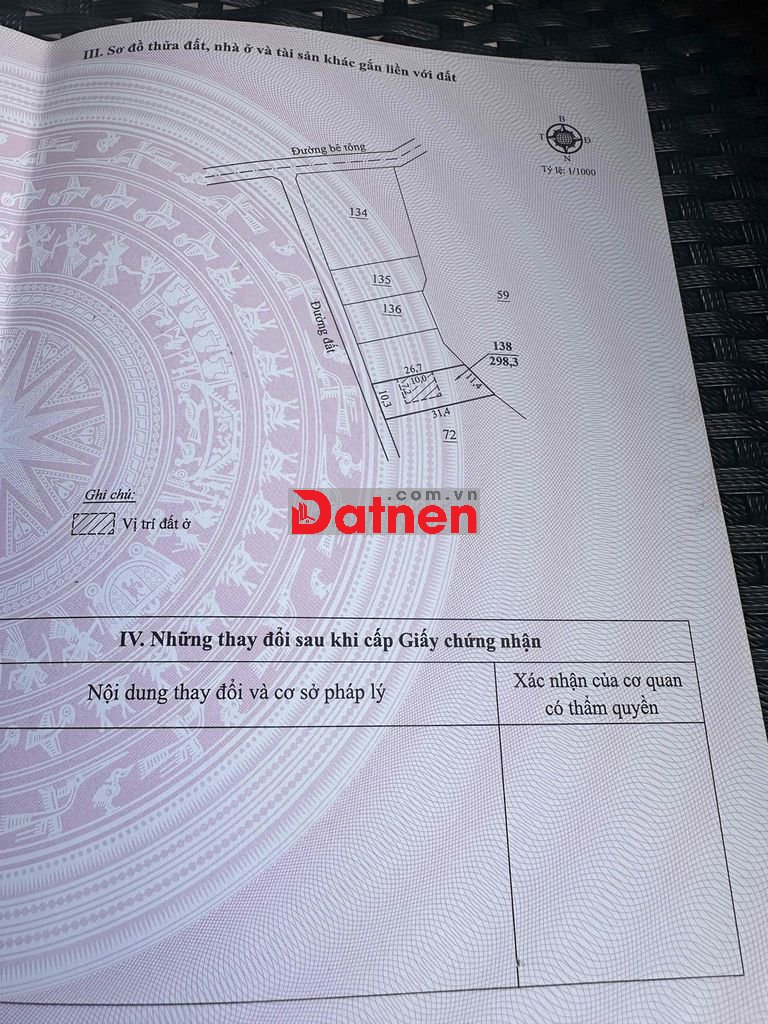 III. Sơ đồ thửa đất, nhà ở và tài sản khác gắn liền với đất
B
T Đ
N
Tỷ lệ: 1/1000
Đường bê tông
134
135
59
136
Đường đất
138
298,3
26,7
10,0
7,2
11,4
10,3
31,4
72
Ghi chú:
Vị trí đất ở
.com.vn
Datnen
IV. Những thay đổi sau khi cấp Giấy chứng nhận
Nội dung thay đổi và cơ sở pháp lý
Xác nhận của cơ quan
có thẩm quyền